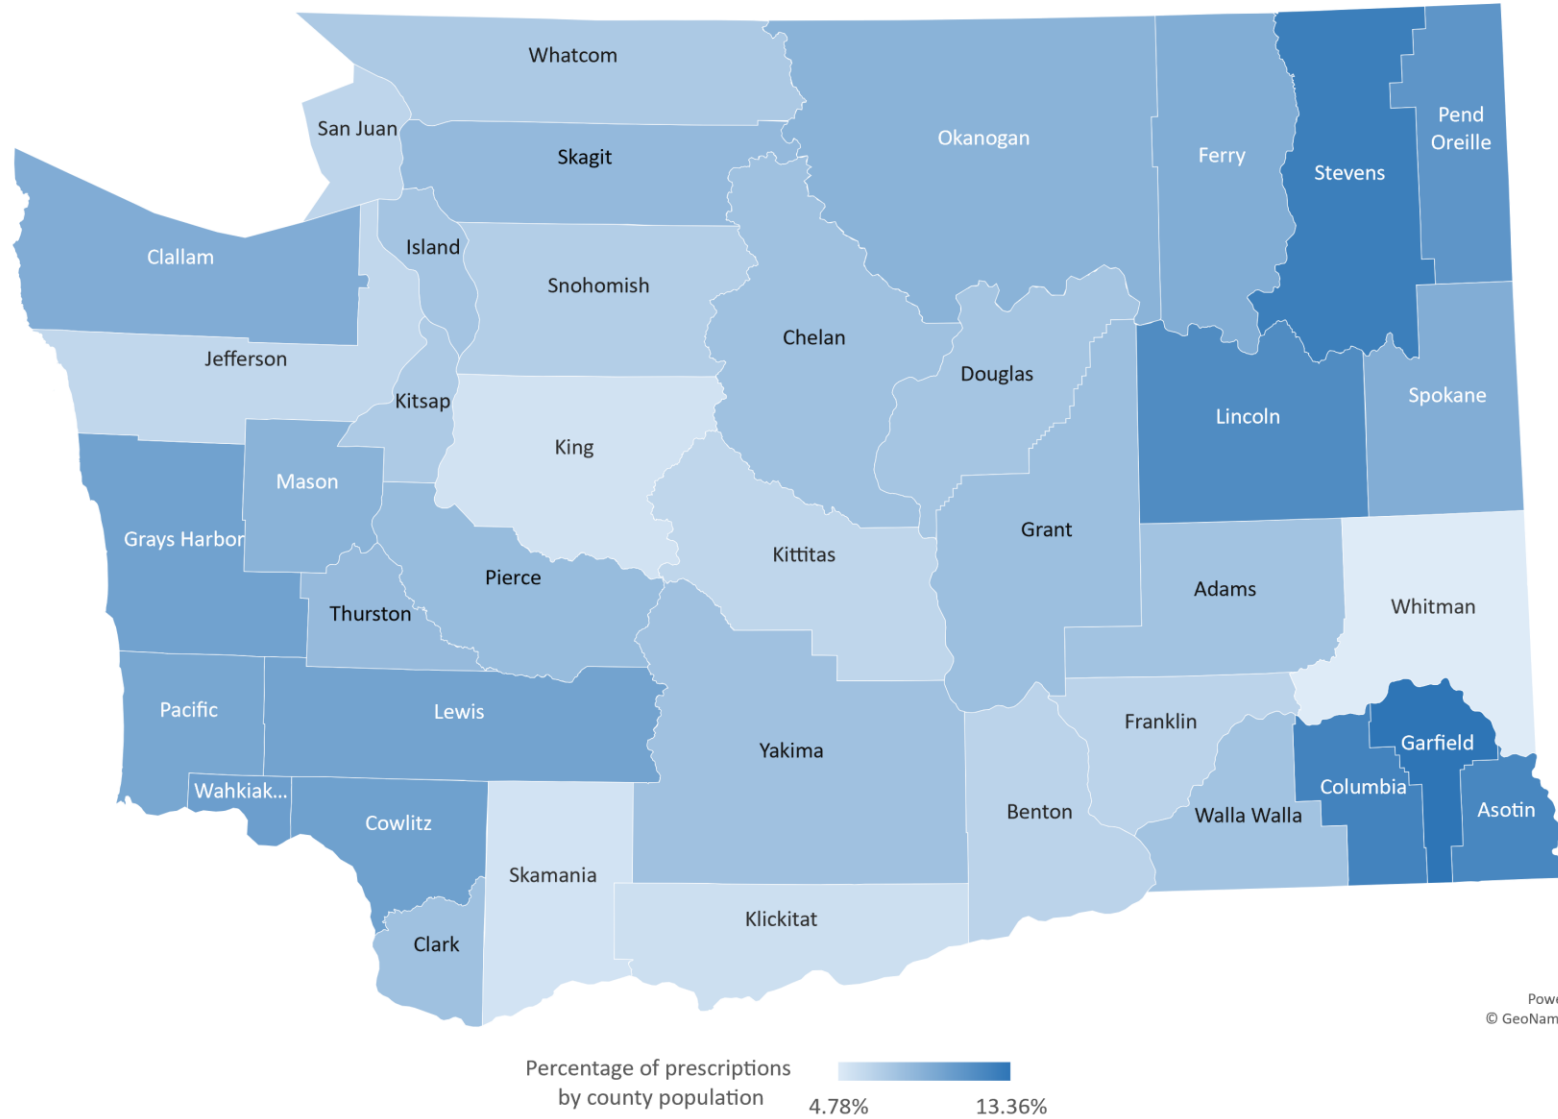 Whatcom
San Juan
Skagit
Okanogan
Ferry
Stevens
Pend
Oreille
Clallam
Island
Snohomish
Jefferson
Chelan
Douglas
Kitsap
King
Lincoln
Spokane
Mason
Grays Harbor
Pierce
Kittitas
Grant
Thurston
Adams
Whitman
Pacific
Lewis
Yakima
Franklin
Garfield
Wahkiak...
Cowlitz
Benton
Walla Walla
Columbia
Asotin
Skamania
Klickitat
Clark
Powe
© GeoNam
Percentage of prescriptions
by county population
4.78%
13.36%